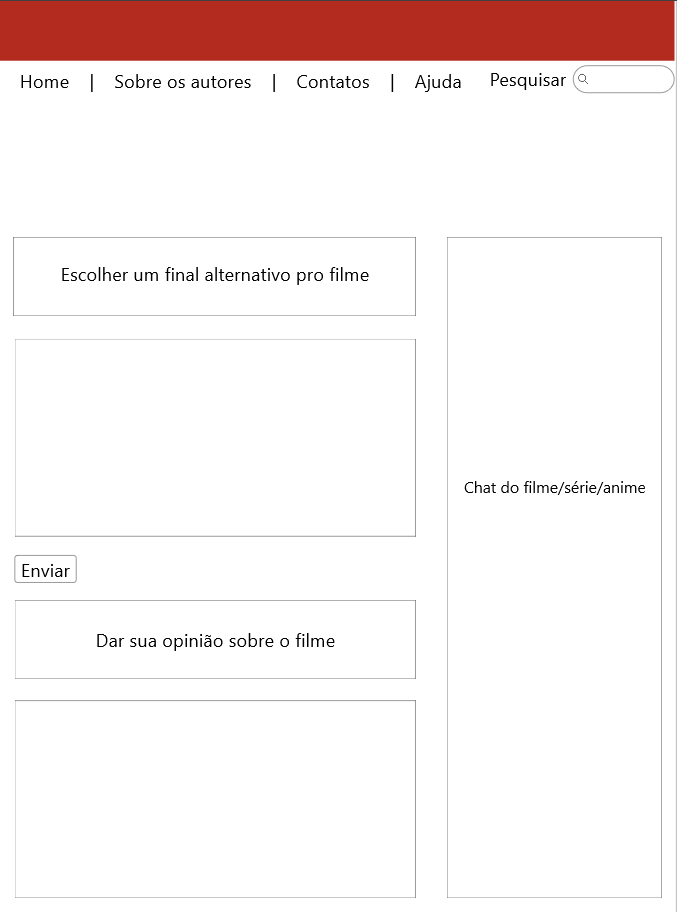 Home | Sobre os autores | Contatos | Ajuda Pesquisar
Escolher um final alternativo pro filme
Chat do filme/série/anime
Enviar
Dar sua opinião sobre o filme